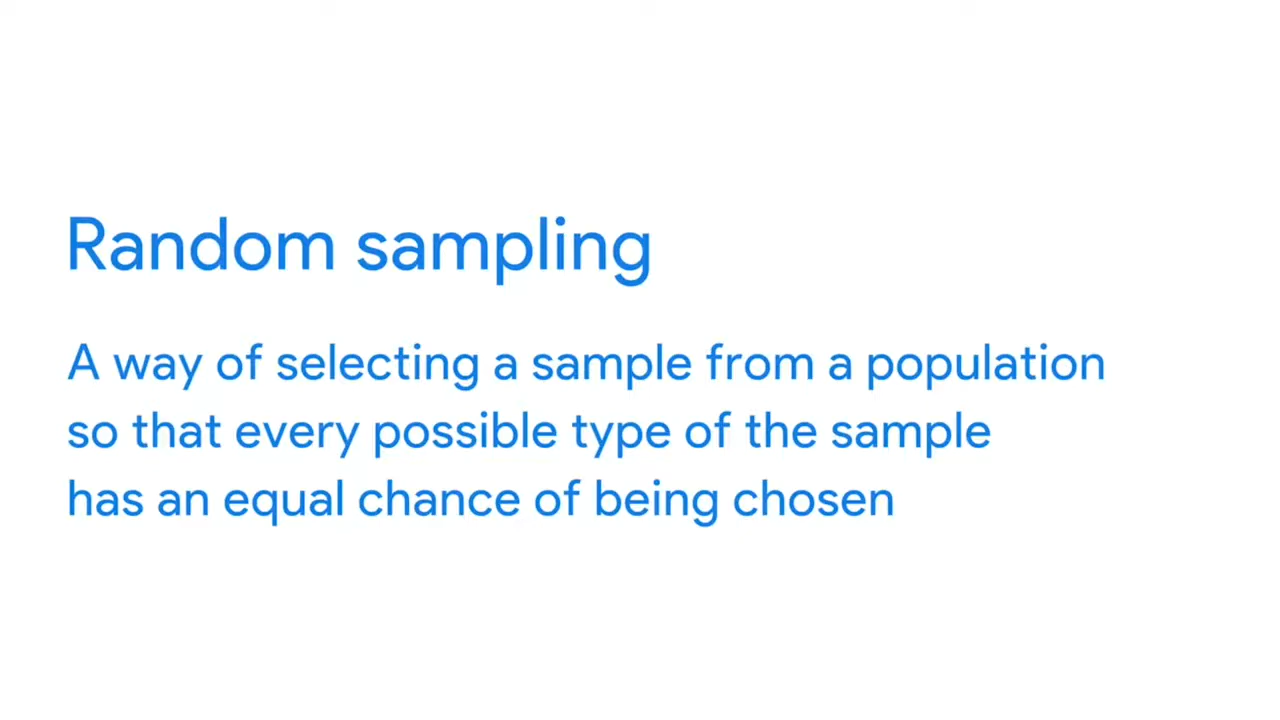 Random sampling
A way of selecting a sample from a population
so that every possible type of the sample
has an equal chance of being chosen